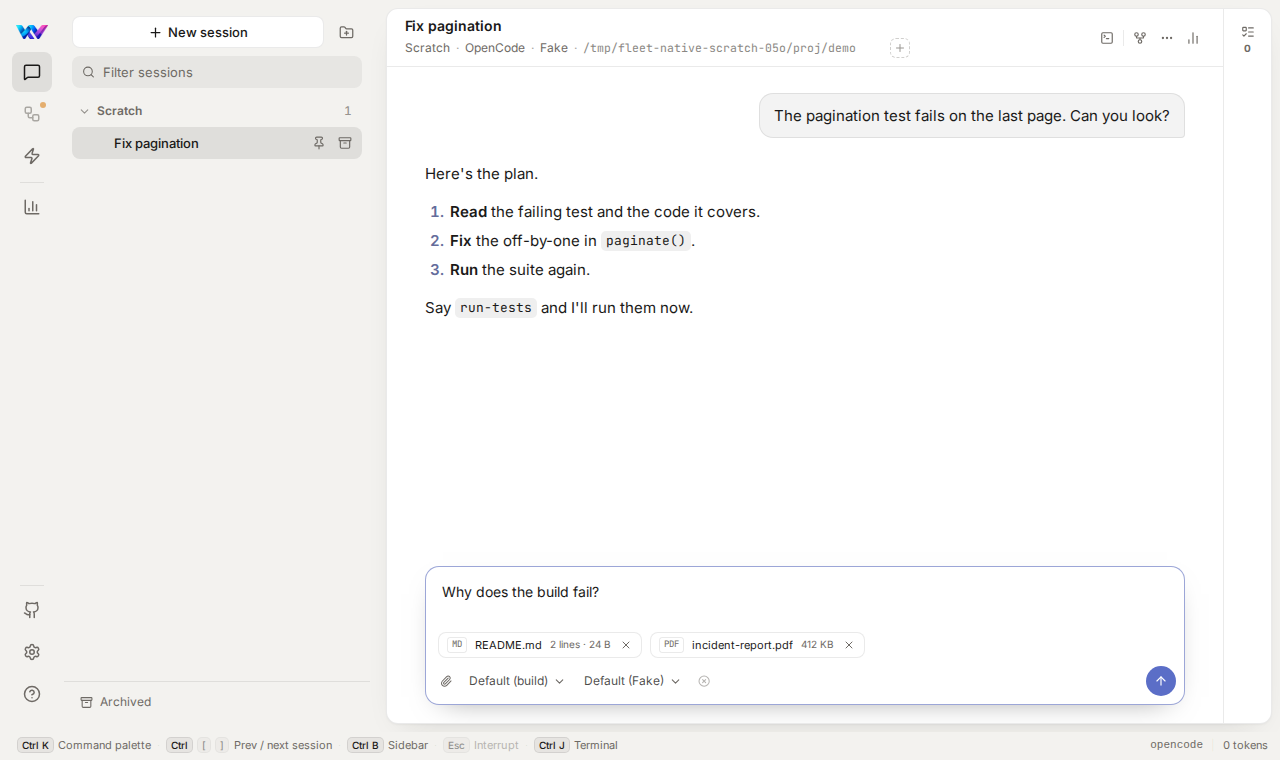 New session
Filter sessions
Scratch 1
Fix pagination
Archived
Fix pagination
Scratch · OpenCode · Fake · /tmp/fleet-native-scratch-05o/proj/demo
0
The pagination test fails on the last page. Can you look?
Here's the plan.
1. Read the failing test and the code it covers.
2. Fix the off-by-one in paginate().
3. Run the suite again.
Say run-tests and I'll run them now.
Why does the build fail?
MD README.md 2 lines · 24 B
PDF incident-report.pdf 412 KB
Default (build) Default (Fake)
Ctrl K Command palette Ctrl [ ] Prev / next session Ctrl B Sidebar Esc Interrupt Ctrl J Terminal opencode 0 tokens